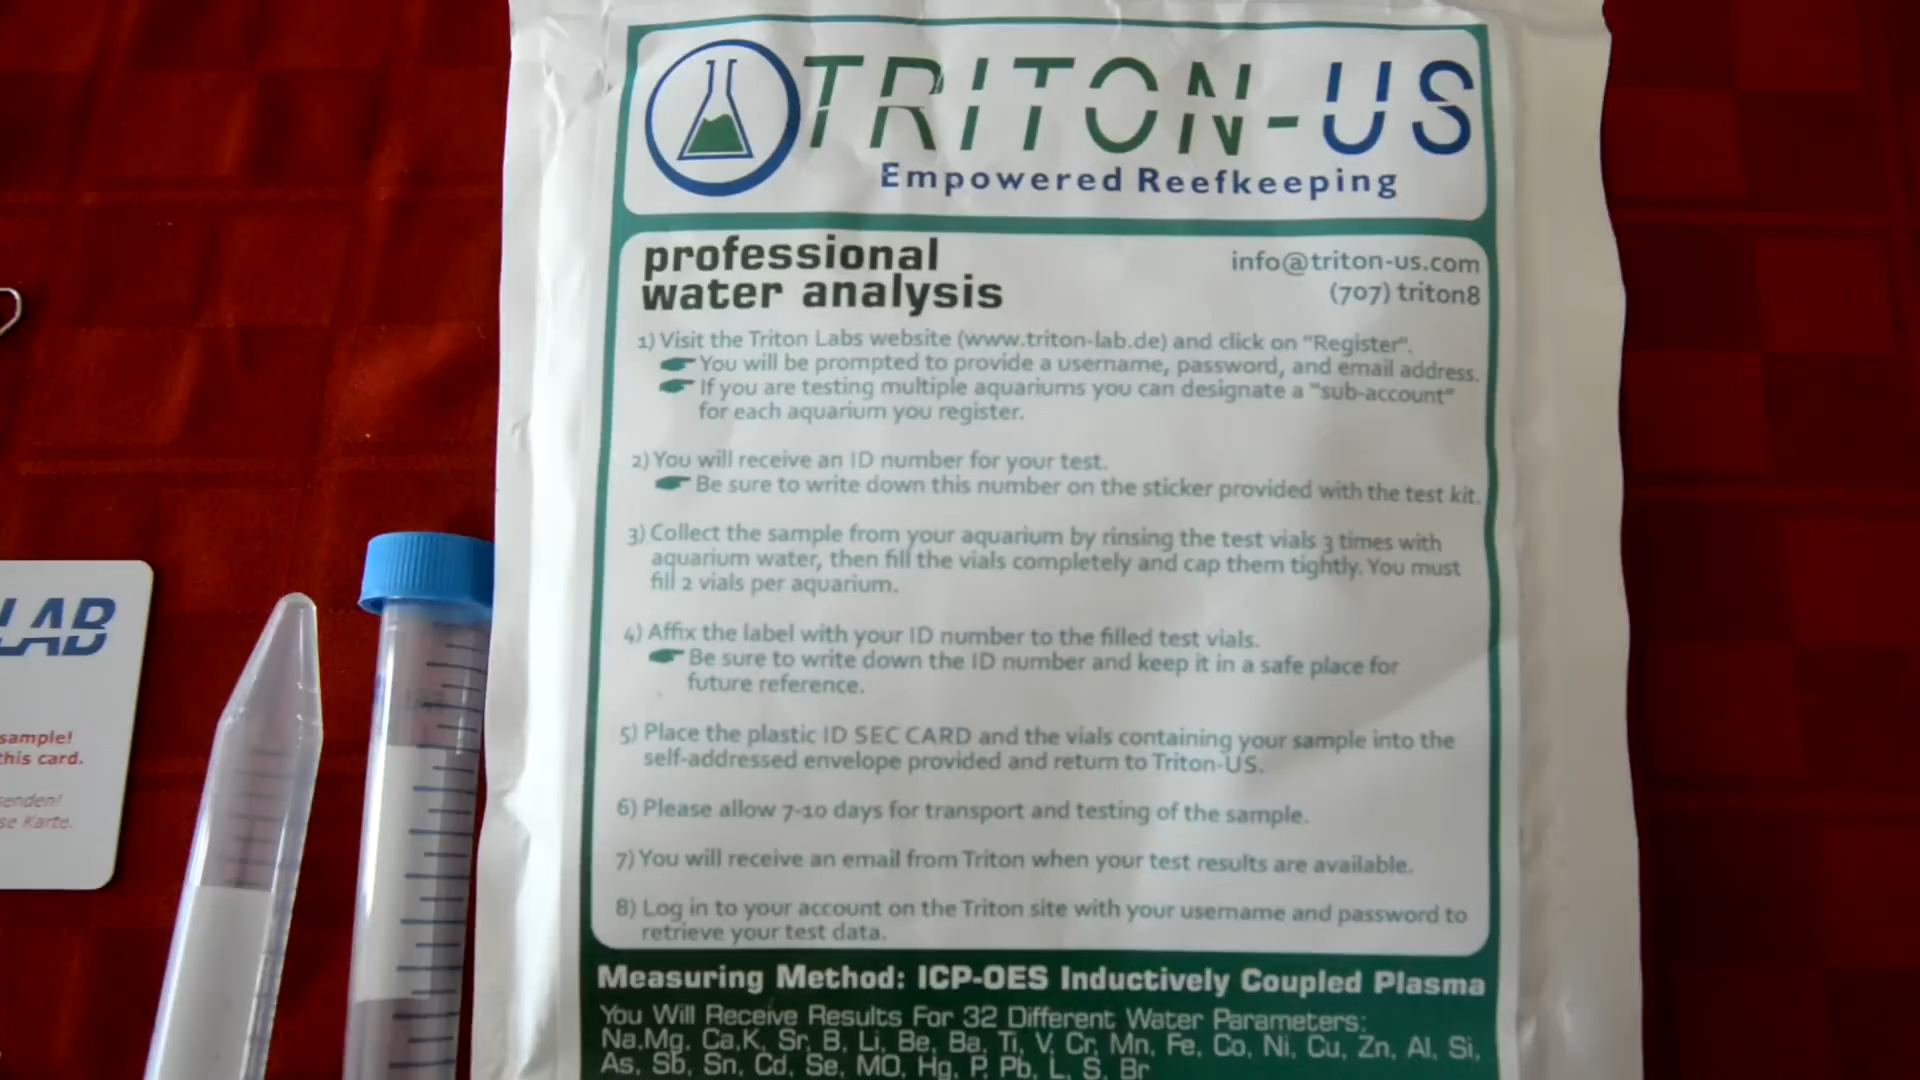 TRITON-US
Empowered Reefkeeping
professional
water analysis
info@triton-us.com
(707) triton8
1) Visit the Triton Labs website (www.triton-lab.de) and click on "Register".
You will be prompted to provide a username, password, and email address.
If you are testing multiple aquariums you can designate a "sub-account"
for each aquarium you register.
2) You will receive an ID number for your test.
Be sure to write down this number on the sticker provided with the test kit.
3) Collect the sample from your aquarium by rinsing the test vials 3 times with
aquarium water, then fill the vials completely and cap them tightly. You must
fill 2 vials per aquarium.
4) Affix the label with your ID number to the filled test vials.
Be sure to write down the ID number and keep it in a safe place for
future reference.
5) Place the plastic ID SEC CARD and the vials containing your sample into the
self-addressed envelope provided and return to Triton-US.
6) Please allow 7-10 days for transport and testing of the sample.
7) You will receive an email from Triton when your test results are available.
8) Log in to your account on the Triton site with your username and password to
retrieve your test data.
Measuring Method: ICP-OES Inductively Coupled Plasma
You Will Receive Results For 32 Different Water Parameters:
Na,Mg, Ca,K, Sr, B, Li, Be, Ba, Ti, V, Cr, Mn, Fe, Co, Ni, Cu, Zn, Al, Si,
As, Sb, Sn, Cd, Se, MO, Hg, P, Pb, L, S, Br
LAB
sample!
this card.
senden!
se Karte.